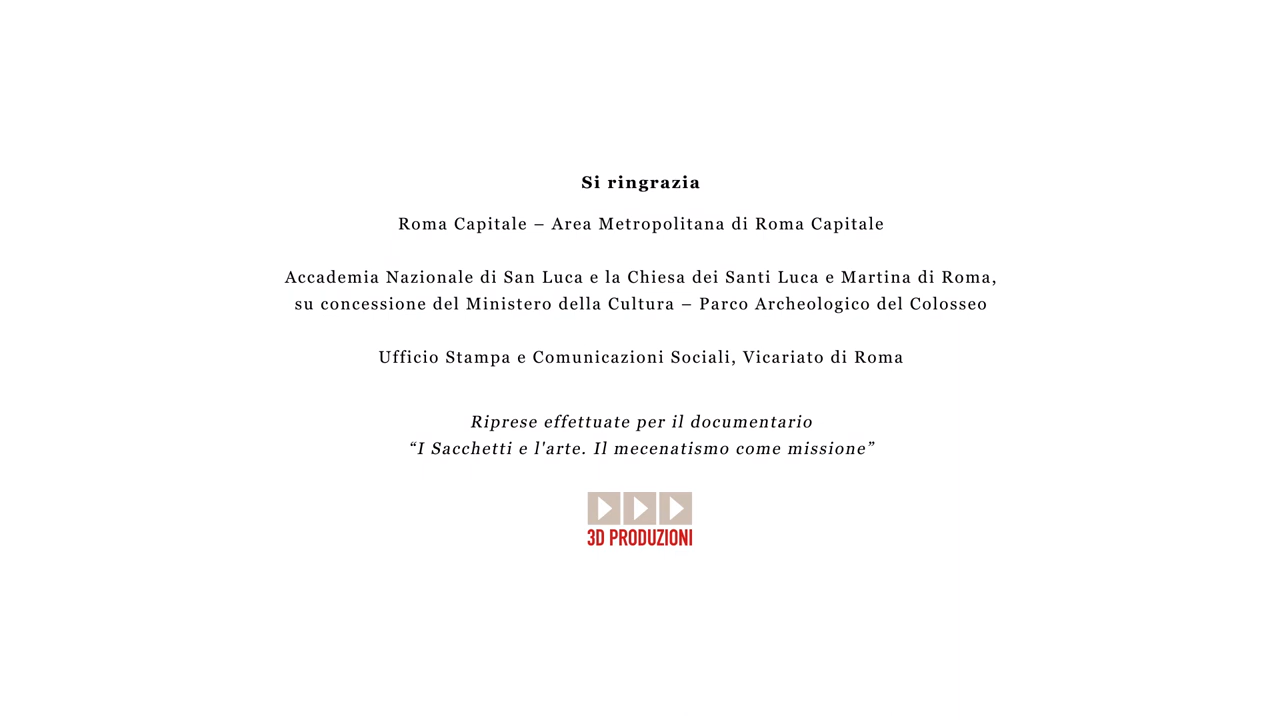 Si ringrazia
Roma Capitale – Area Metropolitana di Roma Capitale
Accademia Nazionale di San Luca e la Chiesa dei Santi Luca e Martina di Roma,
su concessione del Ministero della Cultura – Parco Archeologico del Colosseo
Ufficio Stampa e Comunicazioni Sociali, Vicariato di Roma
Riprese effettuate per il documentario
“I Sacchetti e l'arte. Il mecenatismo come missione”
3D PRODUZIONI